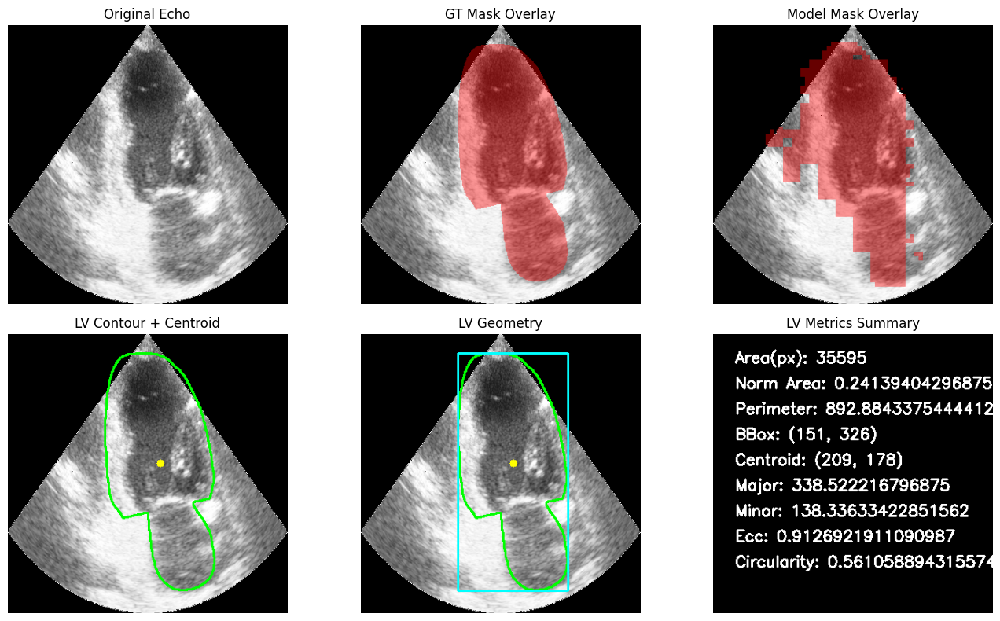 Original Echo
GT Mask Overlay
Model Mask Overlay
LV Contour + Centroid
LV Geometry
LV Metrics Summary
Area(px): 35595
Norm Area: 0.24139404296875
Perimeter: 892.8843375444412
BBox: (151, 326)
Centroid: (209, 178)
Major: 338.522216796875
Minor: 138.33633422851562
Ecc: 0.9126921911090987
Circularity: 0.561058894315574